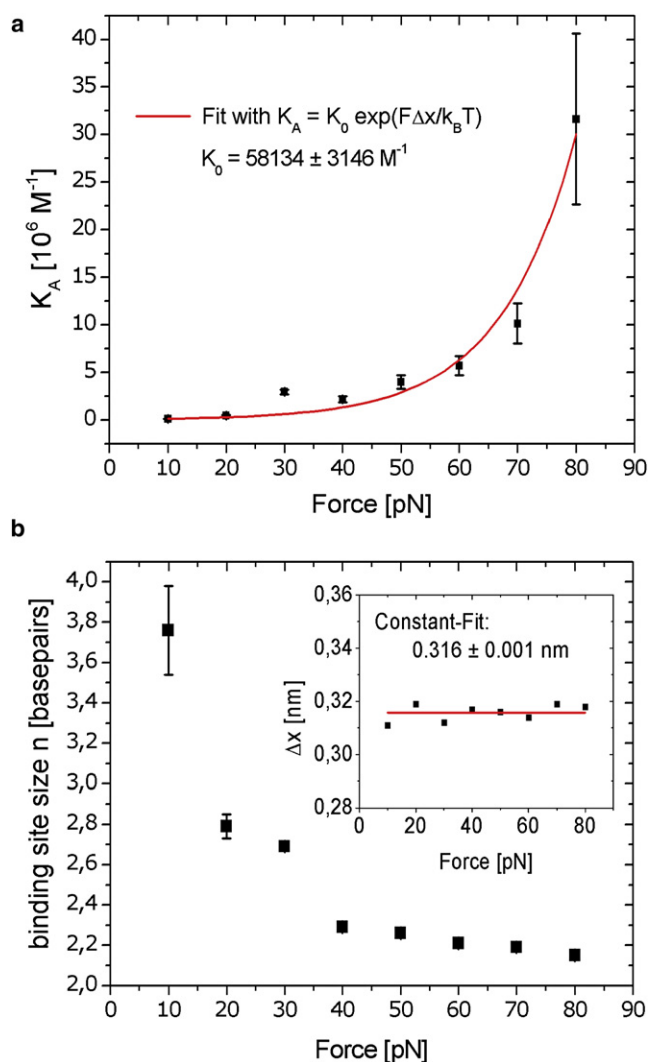 a
40
35
30
25
20
15
10
5
0
K_A [10^6 M^-1]
Fit with K_A = K_0 exp(FΔx/k_BT)
K_0 = 58134 ± 3146 M^-1
0 10 20 30 40 50 60 70 80 90
Force [pN]
b
4,0
3,8
3,6
3,4
3,2
3,0
2,8
2,6
2,4
2,2
2,0
binding site size n [basepairs]
0,36
0,34
0,32
0,30
0,28
Δx [nm]
Constant-Fit:
0.316 ± 0.001 nm
0 20 40 60 80
Force [pN]
0 10 20 30 40 50 60 70 80 90
Force [pN]